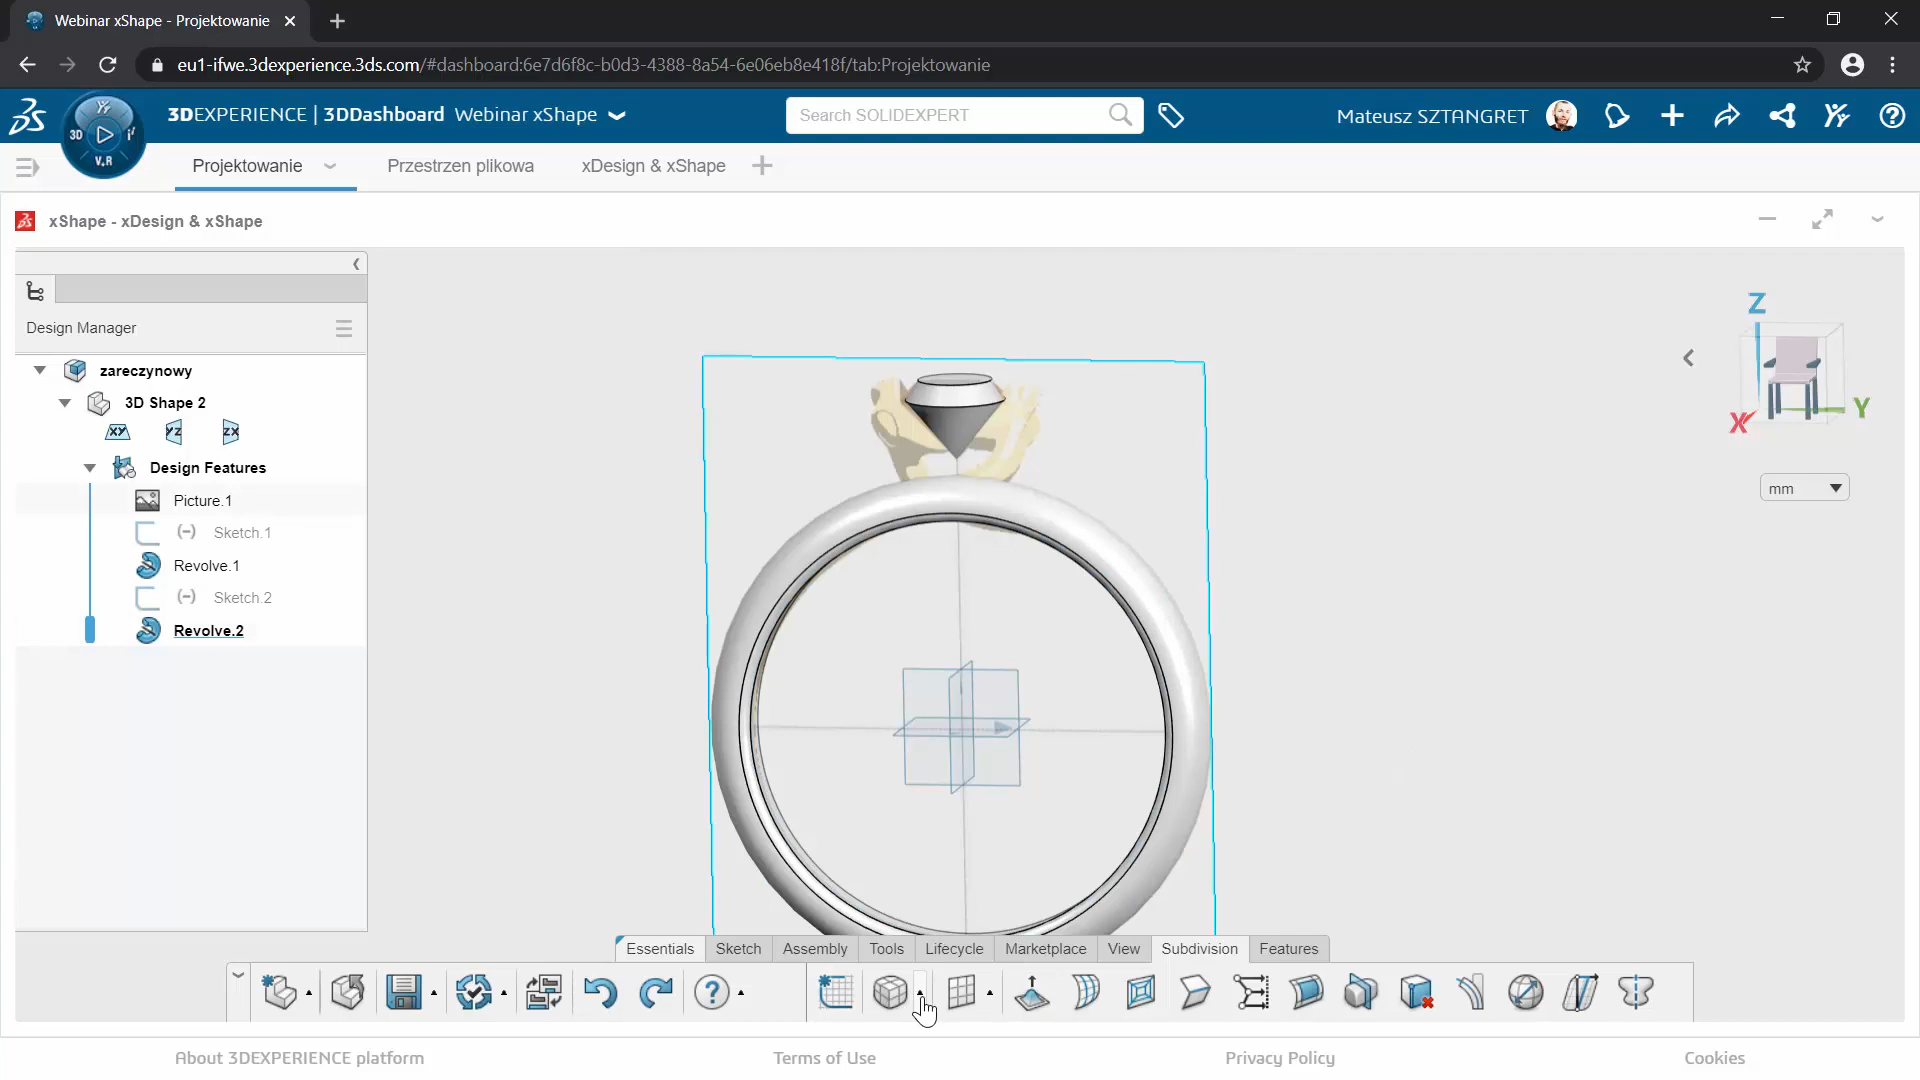 Webinar xShape - Projektowanie
eu1-ifwe.3dexperience.3ds.com/#dashboard:6e7d6f8c-b0d3-4388-8a54-6e06eb8e418f/tab:Projektowanie
3DEXPERIENCE | 3DDashboard Webinar xShape
Search SOLIDEXPERT
Mateusz SZTANGRET
3D
V.R
Projektowanie
Przestrzen plikowa
xDesign & xShape
xShape - xDesign & xShape
Design Manager
zareczynowy
3D Shape 2
XY
YZ
ZX
Design Features
Picture.1
(-) Sketch.1
Revolve.1
(-) Sketch.2
Revolve.2
Z
X
Y
mm
Essentials
Sketch
Assembly
Tools
Lifecycle
Marketplace
View
Subdivision
Features
About 3DEXPERIENCE platform
Terms of Use
Privacy Policy
Cookies